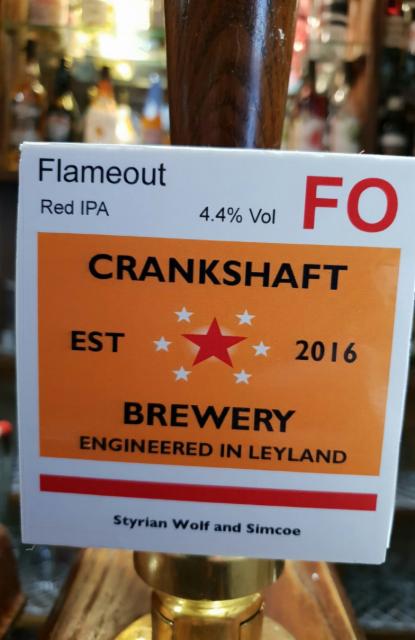 Flameout
Red IPA
4.4% Vol
FO
CRANKSHAFT
EST
2016
BREWERY
ENGINEERED IN LEYLAND
Styrian Wolf and Simcoe